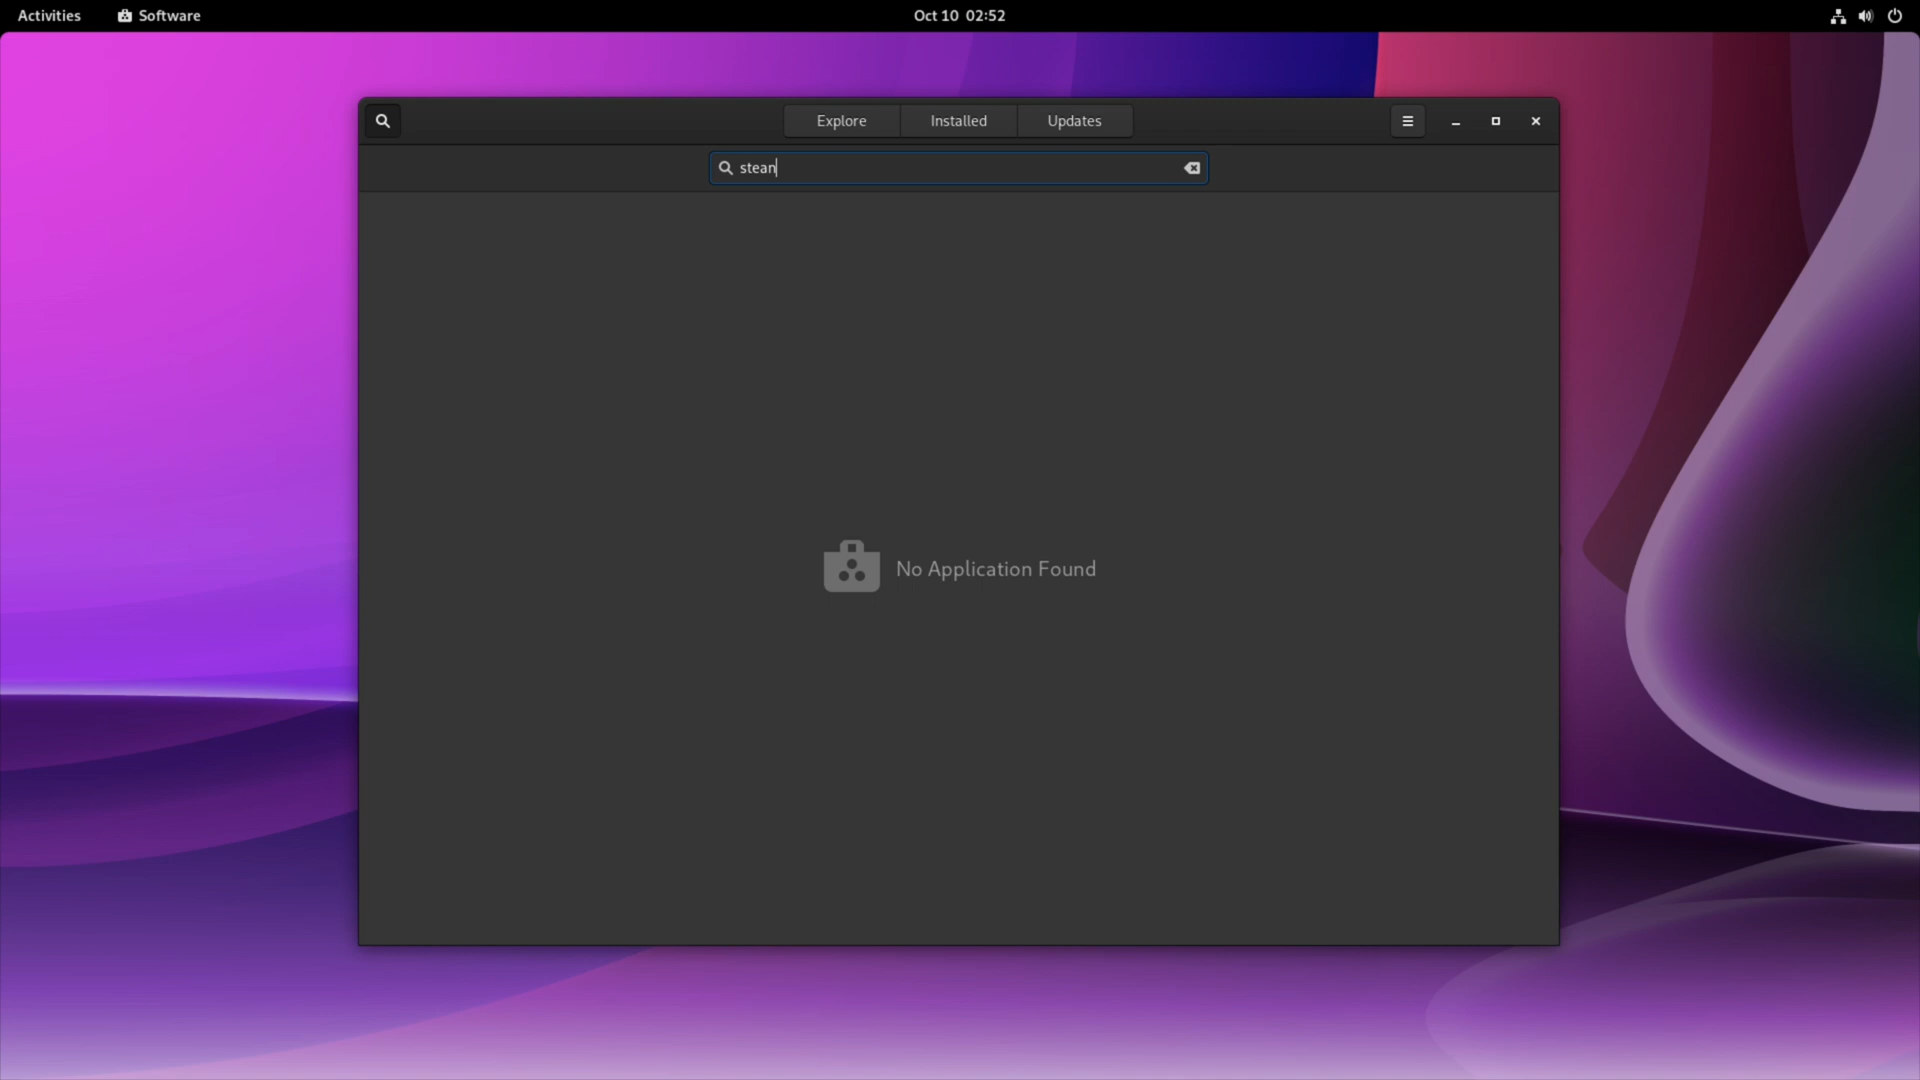 Activities Software Oct 10 02:52
Explore Installed Updates
stean
No Application Found